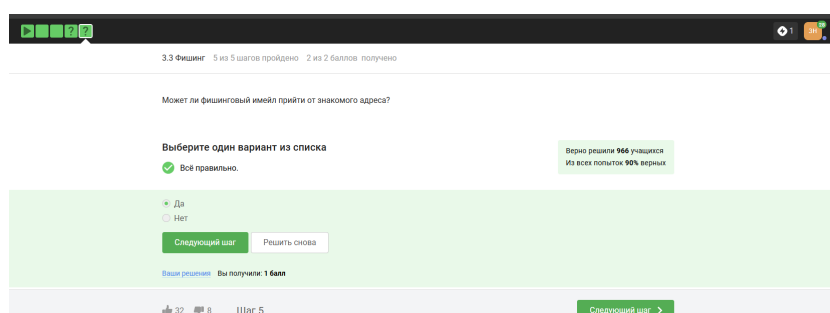 ? ?
1 ЗН 28
3.3 Фишинг 5 из 5 шагов пройдено 2 из 2 баллов получено
Может ли фишинговый имейл прийти от знакомого адреса?
Выберите один вариант из списка
Всё правильно.
Верно решили 966 учащихся
Из всех попыток 90% верных
Да
Нет
Следующий шаг Решить снова
Ваши решения Вы получили: 1 балл
32 8 Шаг 5 Следующий шаг